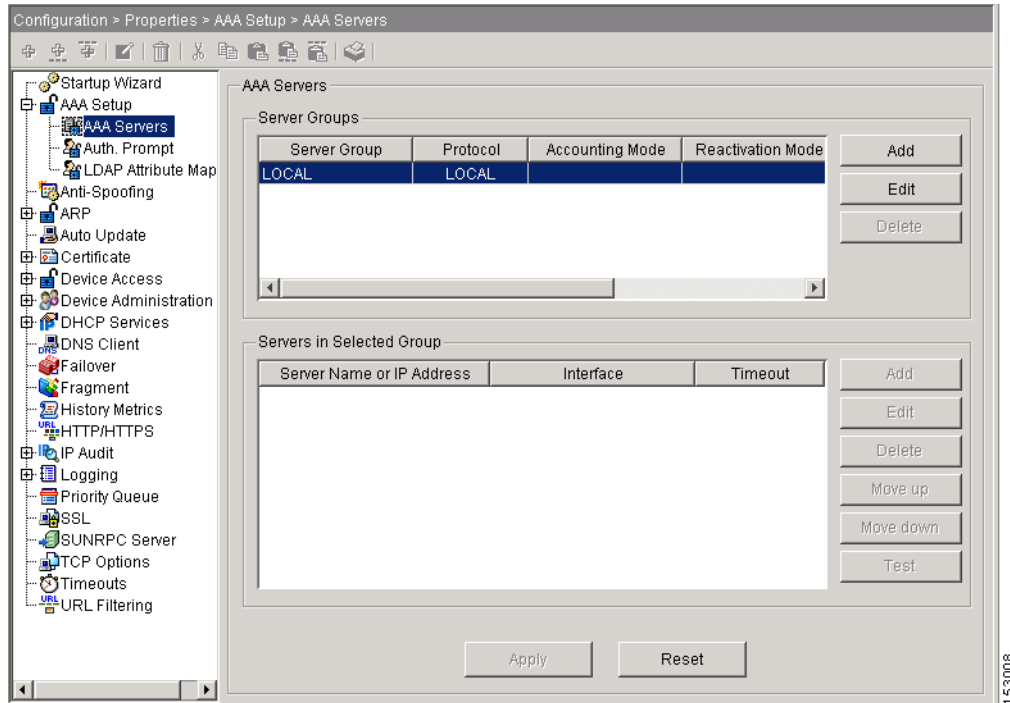 Configuration > Properties > AAA Setup > AAA Servers
Startup Wizard
AAA Setup
AAA Servers
Auth. Prompt
LDAP Attribute Map
Anti-Spoofing
ARP
Auto Update
Certificate
Device Access
Device Administration
DHCP Services
DNS
DNS Client
Failover
Fragment
History Metrics
URL
HTTP/HTTPS
IP Audit
Logging
Priority Queue
SSL
SUNRPC Server
TCP Options
Timeouts
URL
URL Filtering
AAA Servers
Server Groups
Server Group Protocol Accounting Mode Reactivation Mode
LOCAL LOCAL
Add
Edit
Delete
Servers in Selected Group
Server Name or IP Address Interface Timeout
Add
Edit
Delete
Move up
Move down
Test
Apply Reset
153008